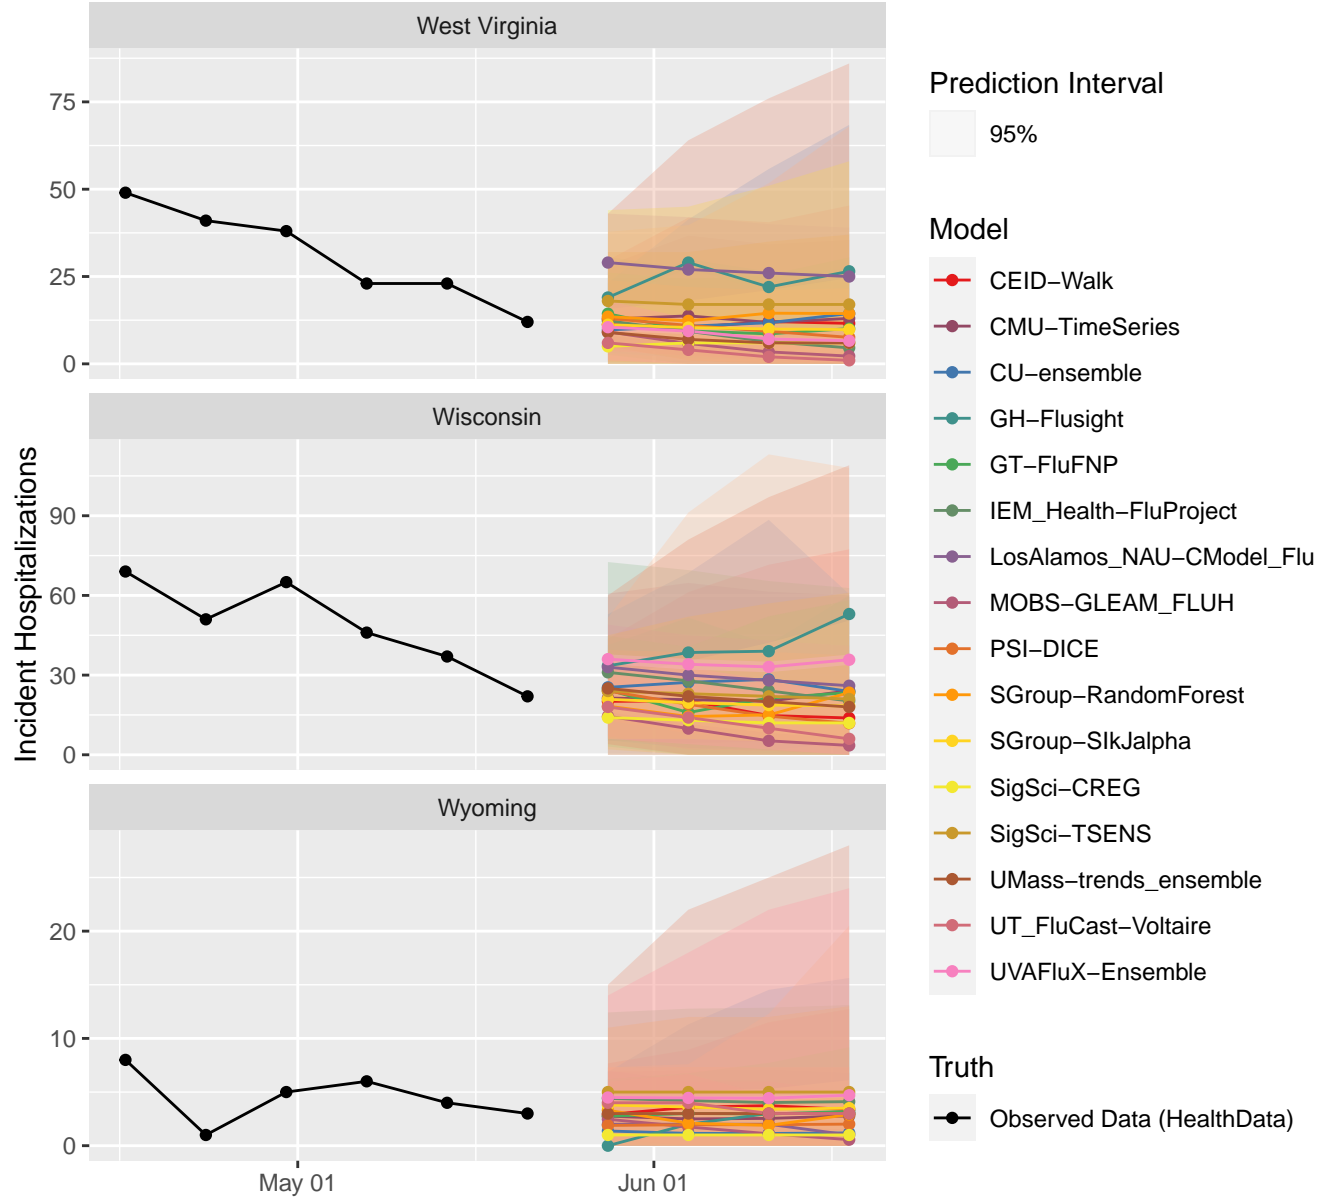 West Virginia
75
50
25
0
Wisconsin
90
60
30
0
Wyoming
20
10
0
May 01
Jun 01
Incident Hospitalizations
Prediction Interval
95%
Model
CEID−Walk
CMU−TimeSeries
CU−ensemble
GH−Flusight
GT−FluFNP
IEM_Health−FluProject
LosAlamos_NAU−CModel_Flu
MOBS−GLEAM_FLUH
PSI−DICE
SGroup−RandomForest
SGroup−SIkJalpha
SigSci−CREG
SigSci−TSENS
UMass−trends_ensemble
UT_FluCast−Voltaire
UVAFluX−Ensemble
Truth
Observed Data (HealthData)